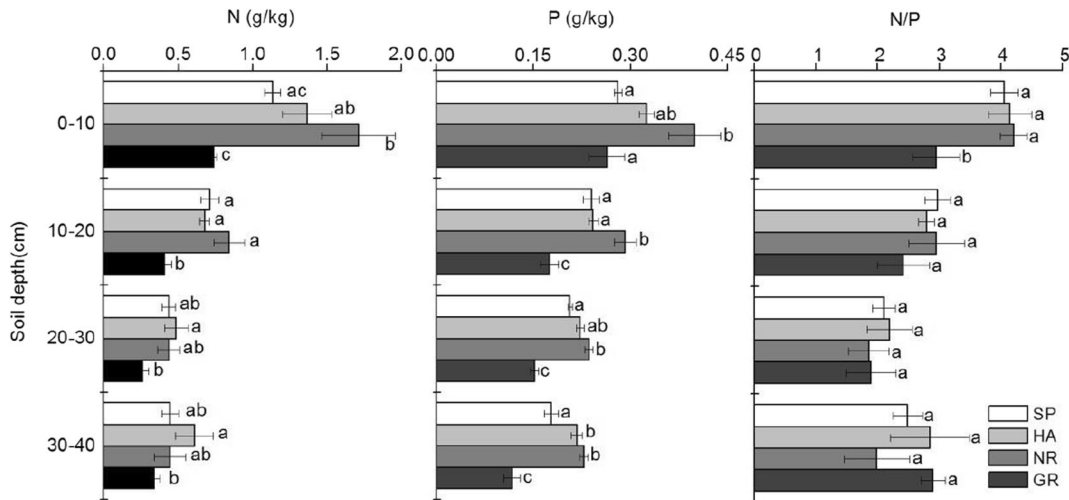 N (g/kg) P (g/kg) N/P
0.0 0.5 1.0 1.5 2.0 0.00 0.15 0.30 0.45 0 1 2 3 4 5
Soil depth(cm)
0-10
ac a a
ab ab a
b b a
c a b
10-20
a a a
a a a
a b a
b c a
20-30
ab a a
a ab a
ab b a
b c a
30-40
ab a a
a b a
ab b a
b c a
SP
HA
NR
GR